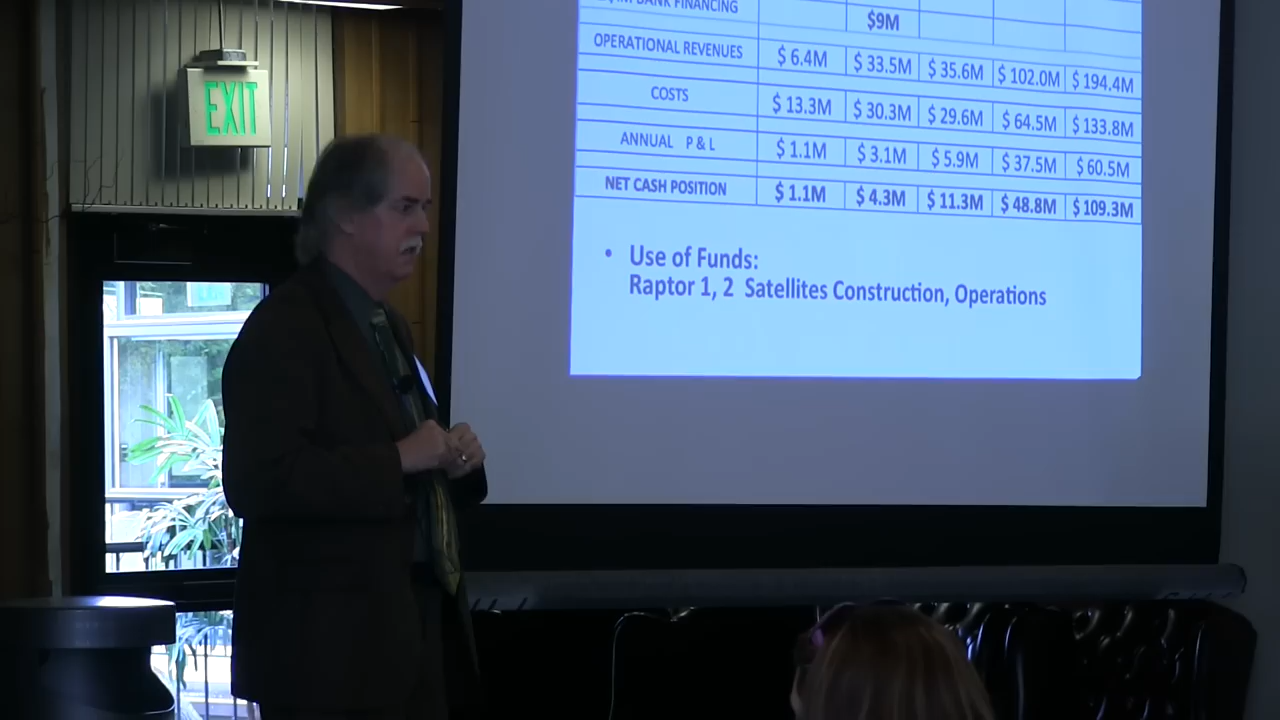 EXIT
BANK FINANCING $9M
OPERATIONAL REVENUES $ 6.4M $ 33.5M $ 35.6M $ 102.0M $ 194.4M
COSTS $ 13.3M $ 30.3M $ 29.6M $ 64.5M $ 133.8M
ANNUAL P & L $ 1.1M $ 3.1M $ 5.9M $ 37.5M $ 60.5M
NET CASH POSITION $ 1.1M $ 4.3M $ 11.3M $ 48.8M $ 109.3M
• Use of Funds:
Raptor 1, 2 Satellites Construction, Operations